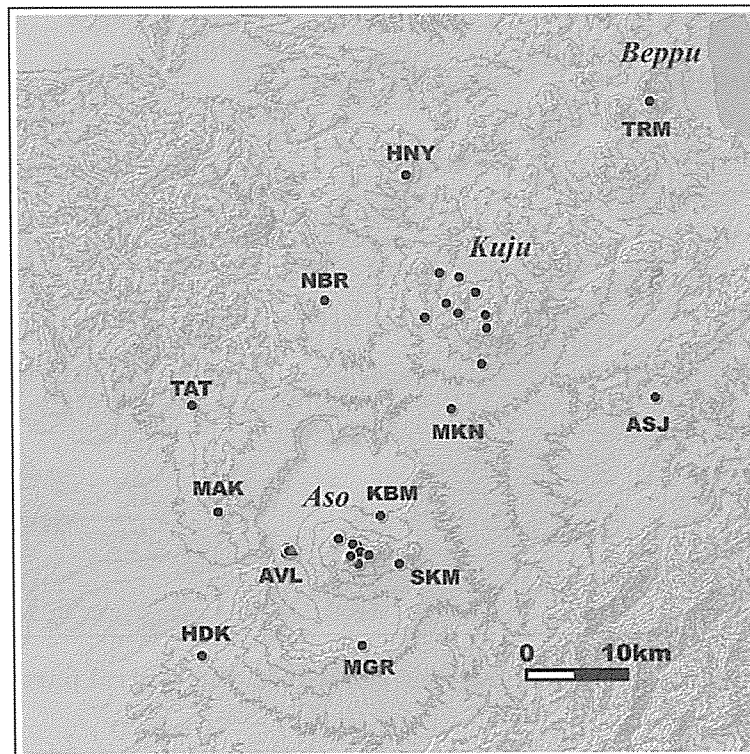 Beppu
TRM
HNY
Kuju
NBR
TAT
MKN
ASJ
MAK
Aso
KBM
AVL
SKM
HDK
MGR
0 10km